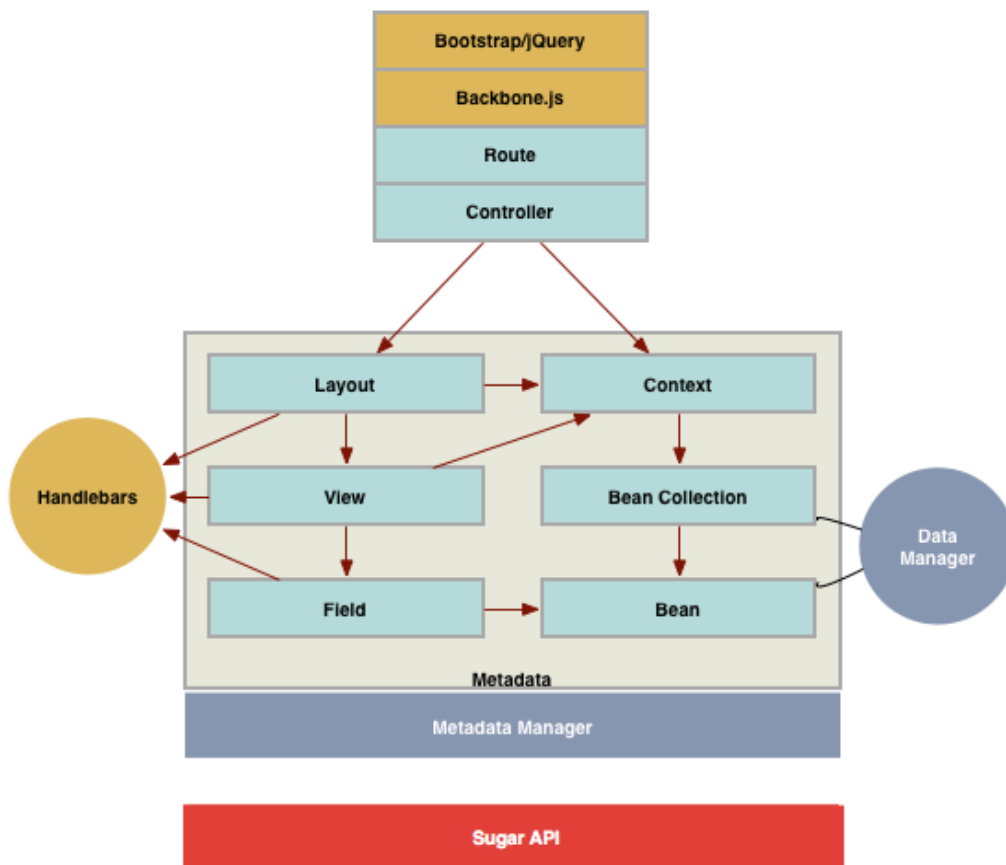 Bootstrap/jQuery
Backbone.js
Route
Controller
Layout
Context
Handlebars
View
Bean Collection
Data
Manager
Field
Bean
Metadata
Metadata Manager
Sugar API